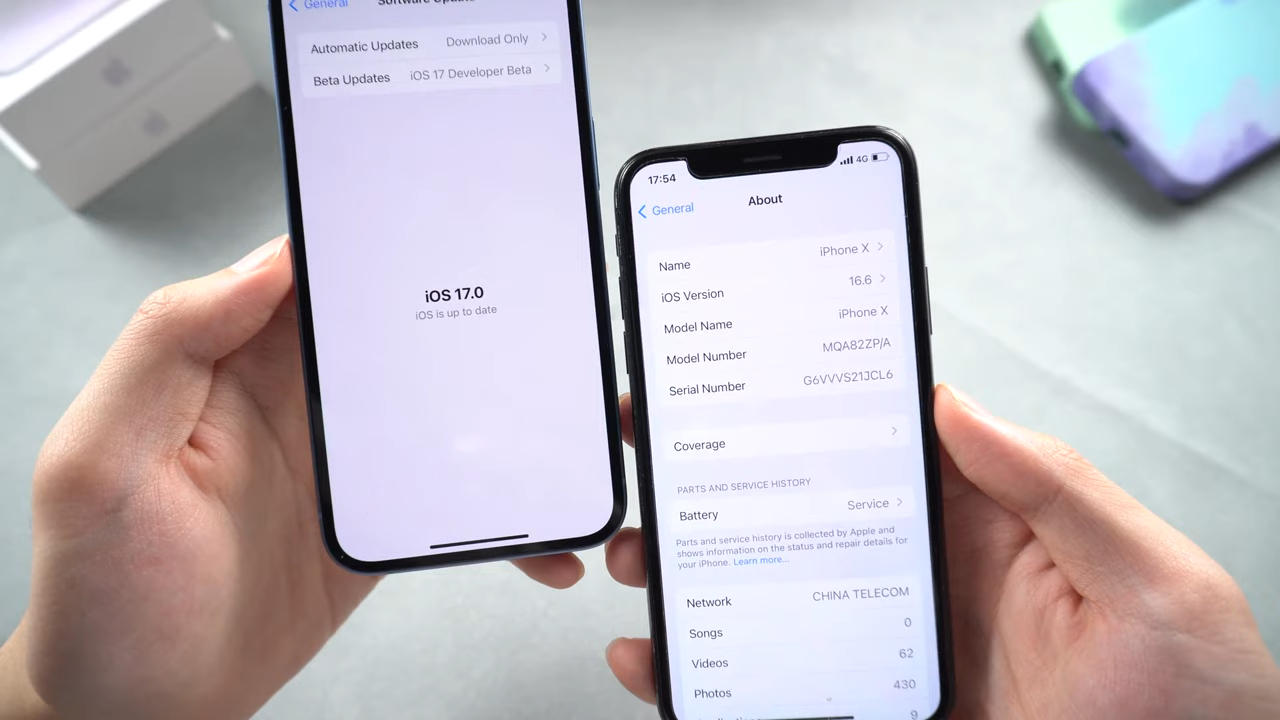 General
Software Update
Automatic Updates Download Only
Beta Updates iOS 17 Developer Beta
iOS 17.0
iOS is up to date
17:54 4G
General About
Name iPhone X
iOS Version 16.6
Model Name iPhone X
Model Number MQA82ZP/A
Serial Number G6VVVS21JCL6
Coverage
PARTS AND SERVICE HISTORY
Battery Service
Parts and service history is collected by Apple and
shows information on the status and repair details for
your iPhone. Learn more...
Network CHINA TELECOM
Songs 0
Videos 62
Photos 430
9